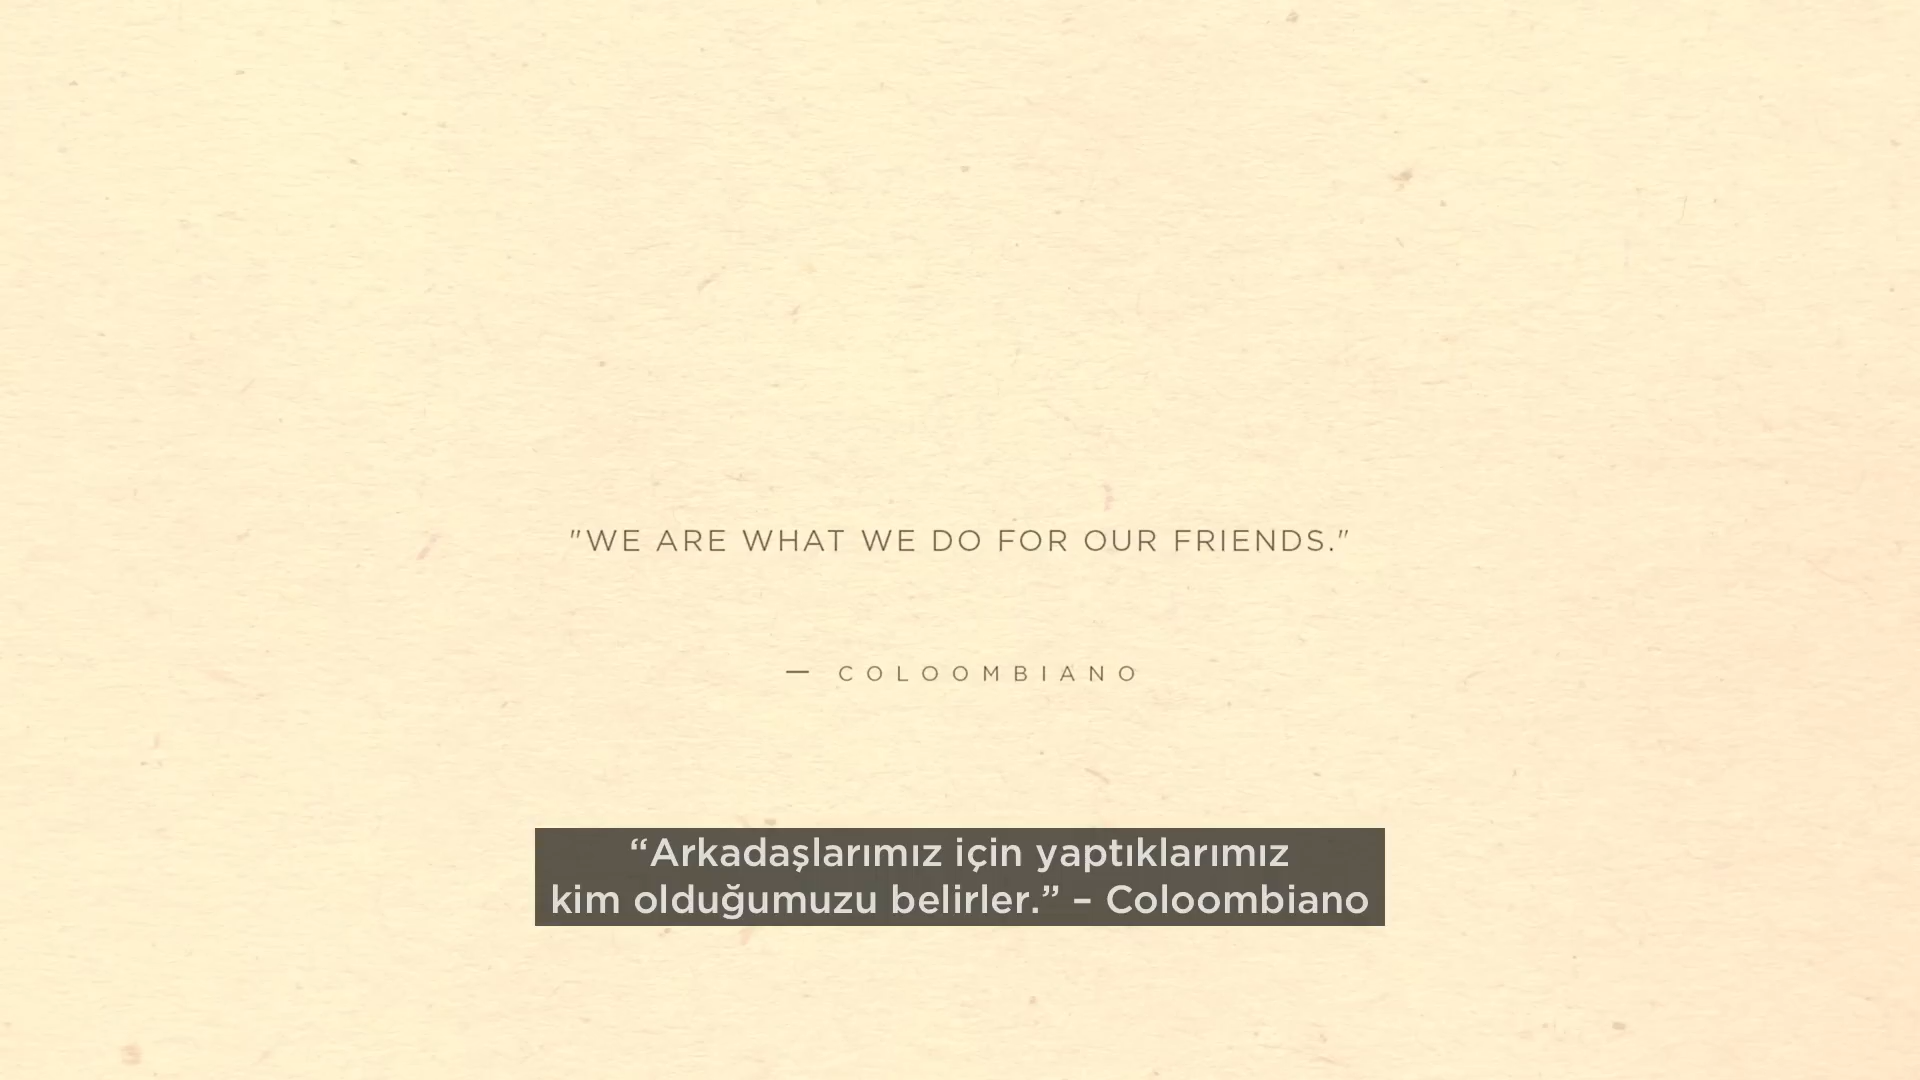 "WE ARE WHAT WE DO FOR OUR FRIENDS."
— COLOOMBIANO
“Arkadaşlarımız için yaptıklarımız
kim olduğumuzu belirler.” – Coloombiano